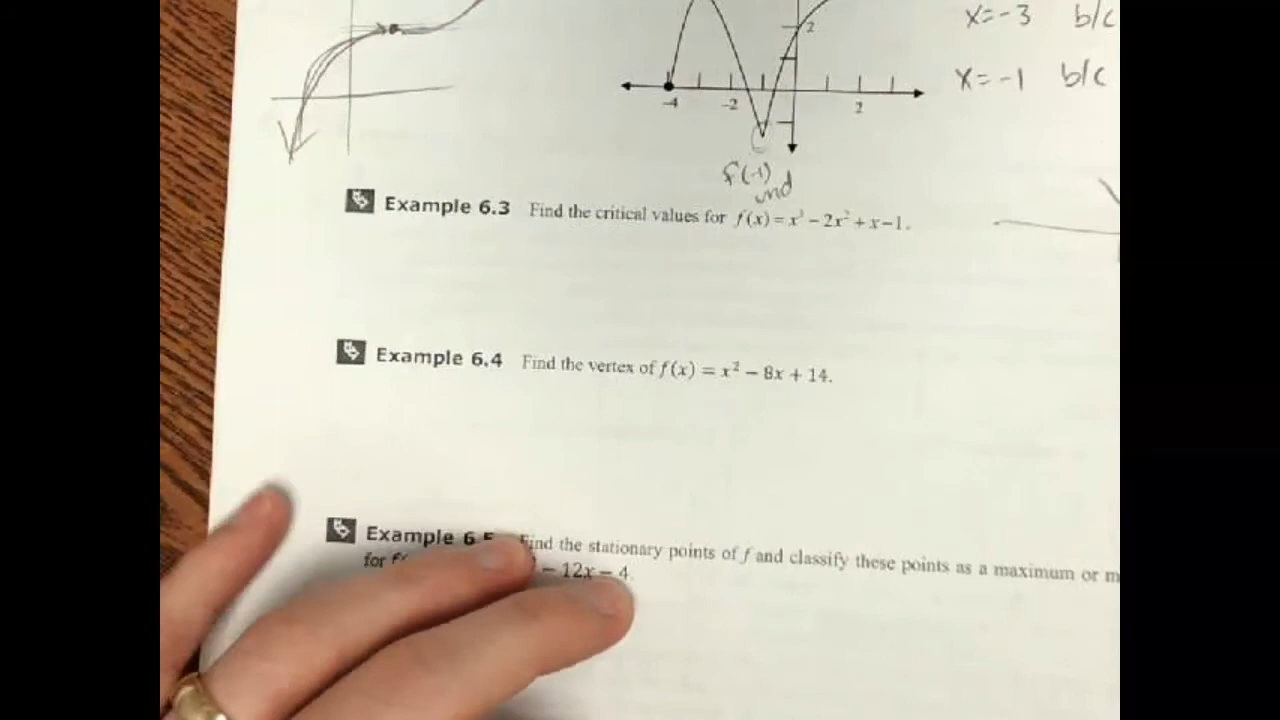 x=-3 b/c
2
x=-1 b/c
-4 -2 2
f(-1)
und
Example 6.3 Find the critical values for f(x)=x³−2x²+x−1.
Example 6.4 Find the vertex of f(x) = x² − 8x + 14.
Example 6.5 Find the stationary points of f and classify these points as a maximum or m
for f( − 12x − 4.